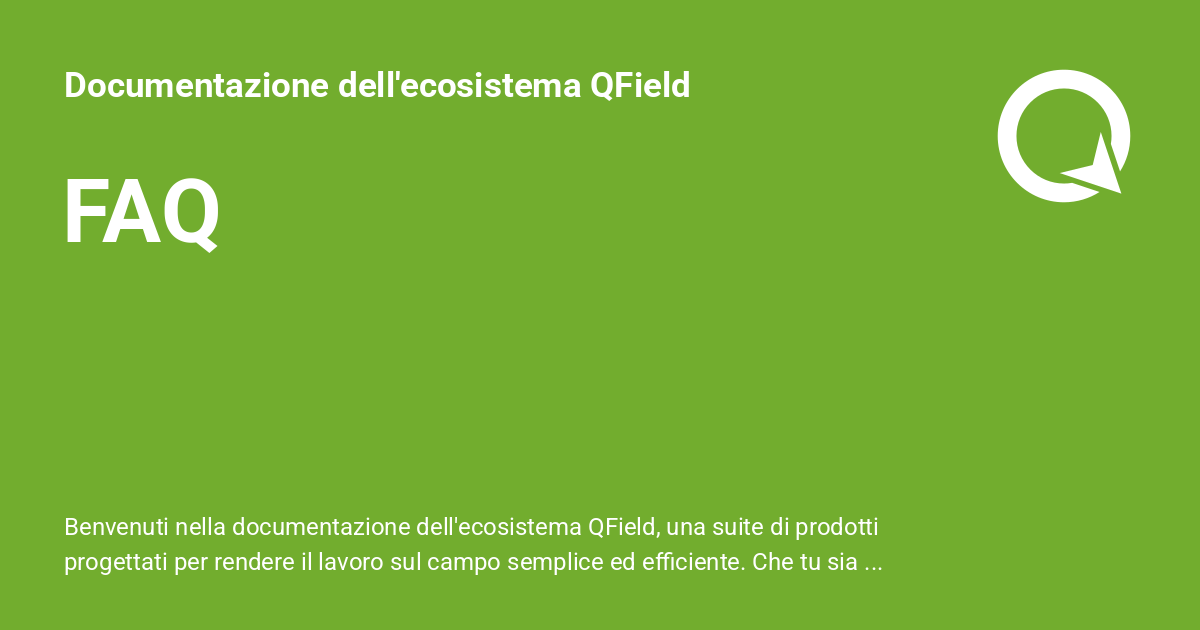 Documentazione dell'ecosistema QField
FAQ
Benvenuti nella documentazione dell'ecosistema QField, una suite di prodotti
progettati per rendere il lavoro sul campo semplice ed efficiente. Che tu sia ...